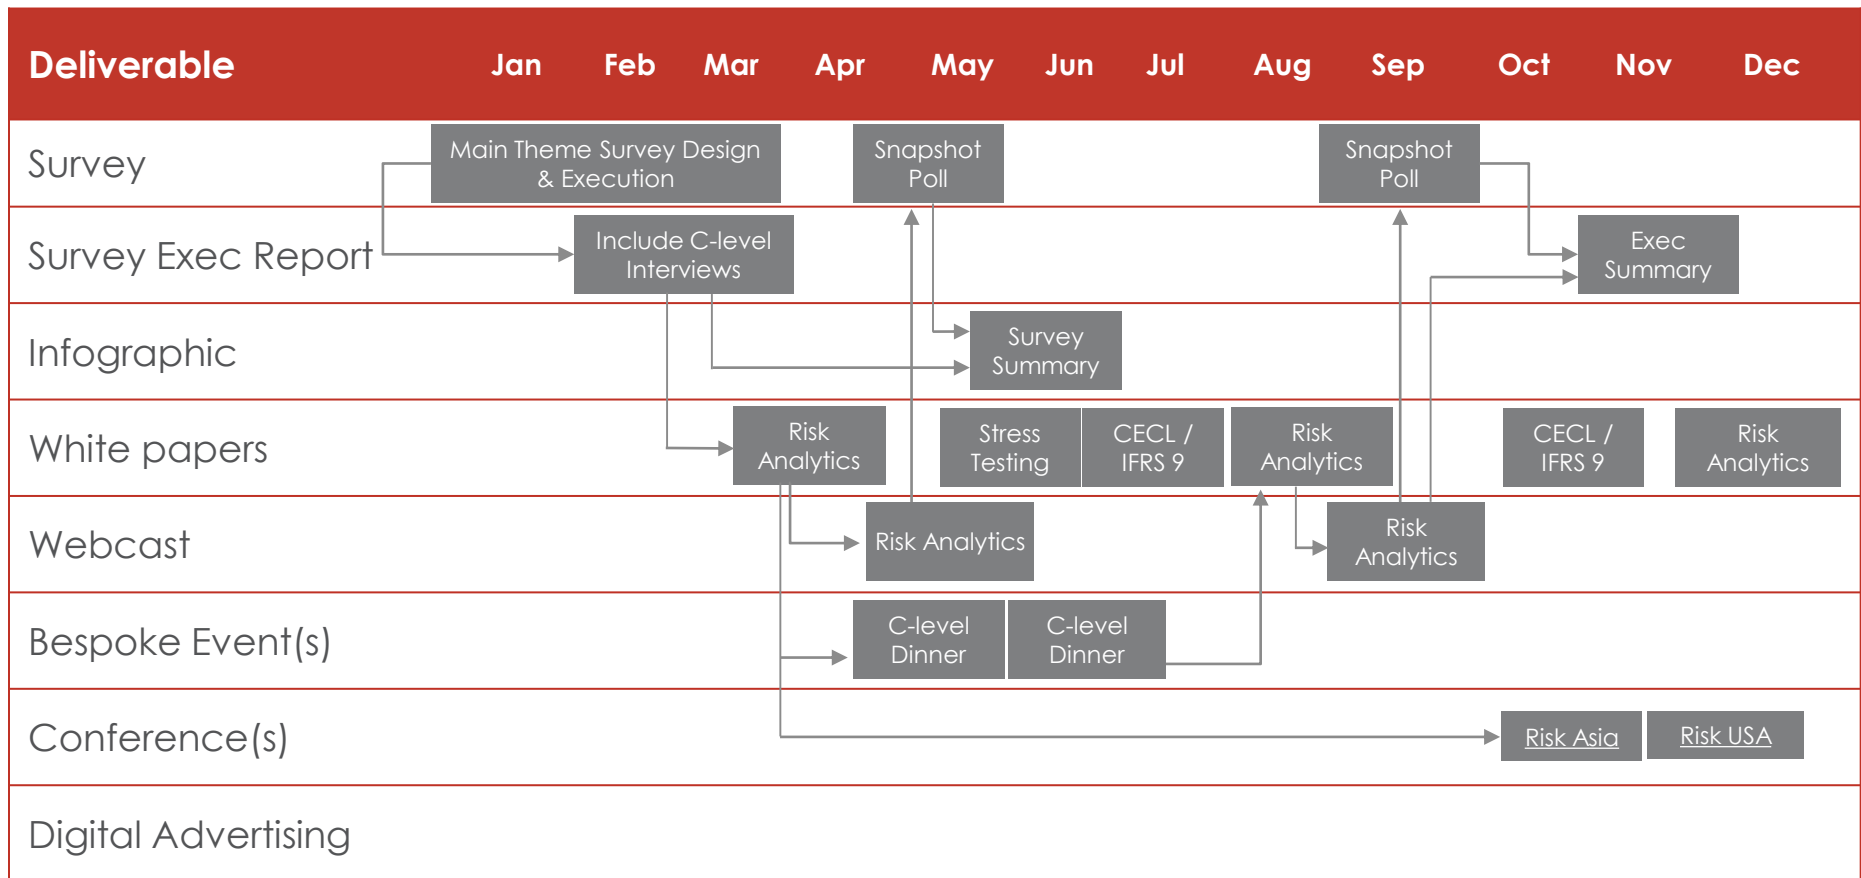 Deliverable Jan Feb Mar Apr May Jun Jul Aug Sep Oct Nov Dec
Survey
Main Theme Survey Design
& Execution
Snapshot
Poll
Snapshot
Poll
Survey Exec Report
Include C-level
Interviews
Exec
Summary
Infographic
Survey
Summary
White papers
Risk
Analytics
Stress
Testing
CECL /
IFRS 9
Risk
Analytics
CECL /
IFRS 9
Risk
Analytics
Webcast
Risk Analytics
Risk
Analytics
Bespoke Event(s)
C-level
Dinner
C-level
Dinner
Conference(s)
Risk Asia
Risk USA
Digital Advertising